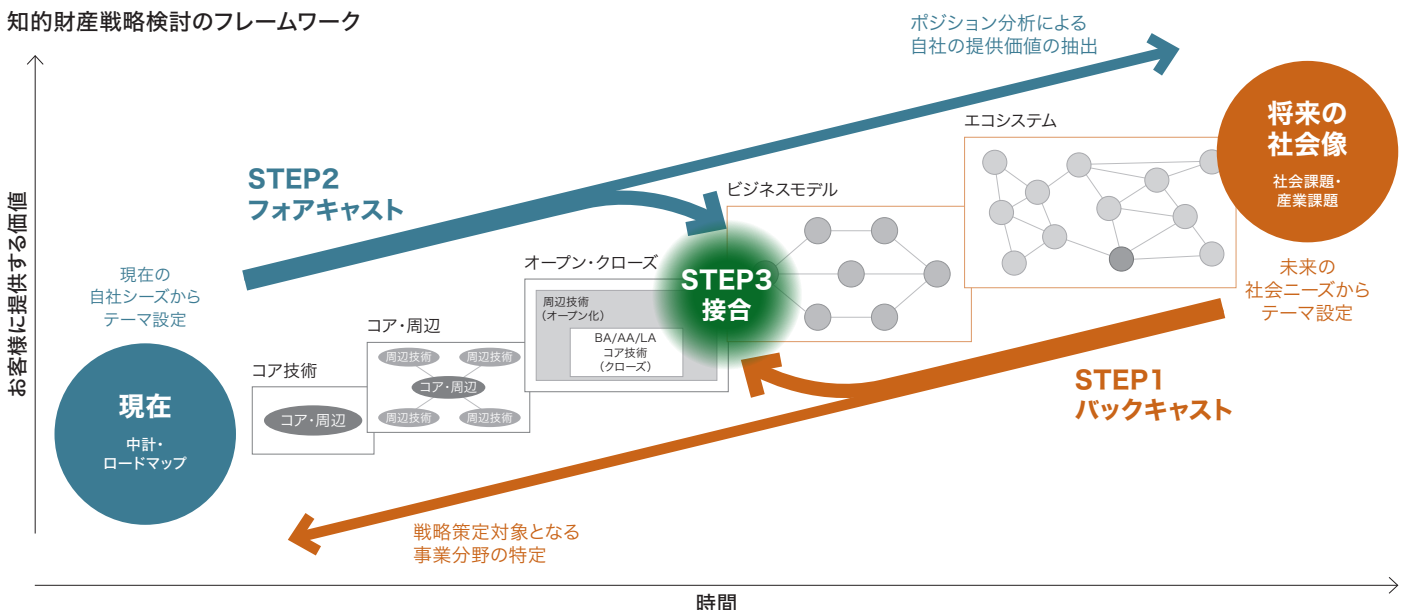 知的財産戦略検討のフレームワーク
お客様に提供する価値
ポジション分析による
自社の提供価値の抽出
将来の
社会像
社会課題・
産業課題
エコシステム
STEP2
フォアキャスト
ビジネスモデル
現在の
自社シーズから
テーマ設定
オープン・クローズ
周辺技術
(オープン化)
BA/AA/LA
コア技術
(クローズ)
STEP3
接合
未来の
社会ニーズから
テーマ設定
コア・周辺
周辺技術
周辺技術
コア・周辺
周辺技術
周辺技術
コア技術
コア・周辺
現在
中計・
ロードマップ
STEP1
バックキャスト
戦略策定対象となる
事業分野の特定
時間